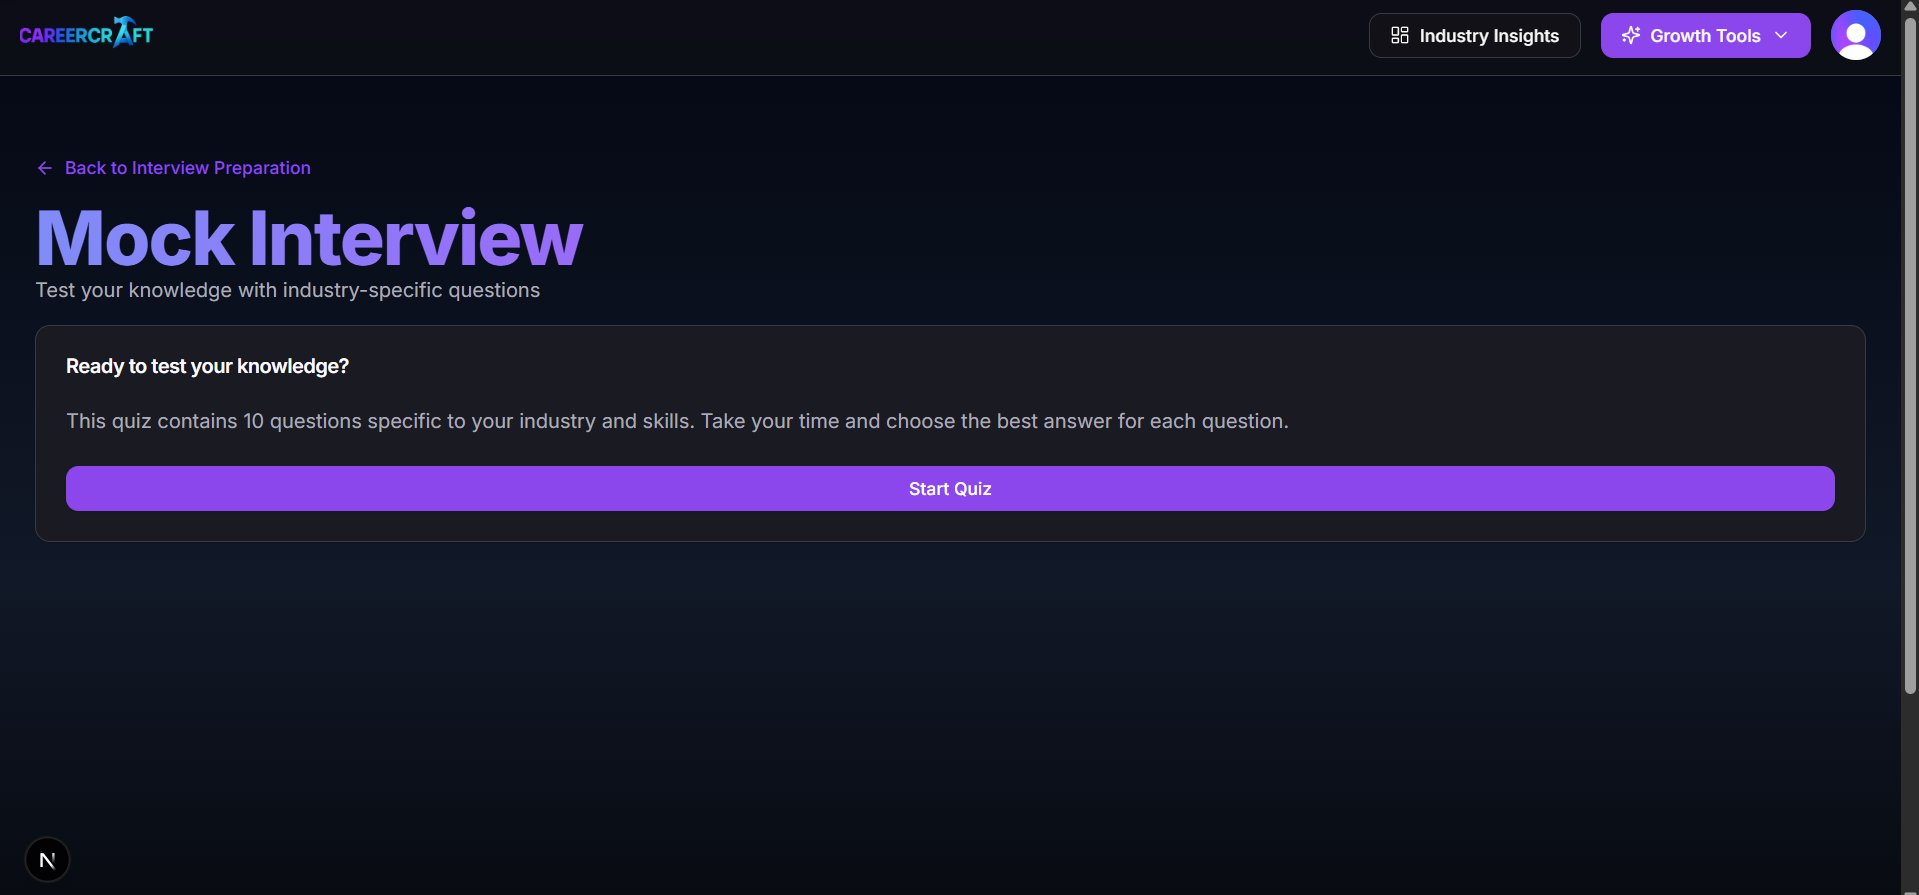 CAREERCRAFT
Industry Insights
Growth Tools
Back to Interview Preparation
Mock Interview
Test your knowledge with industry-specific questions
Ready to test your knowledge?
This quiz contains 10 questions specific to your industry and skills. Take your time and choose the best answer for each question.
Start Quiz
N